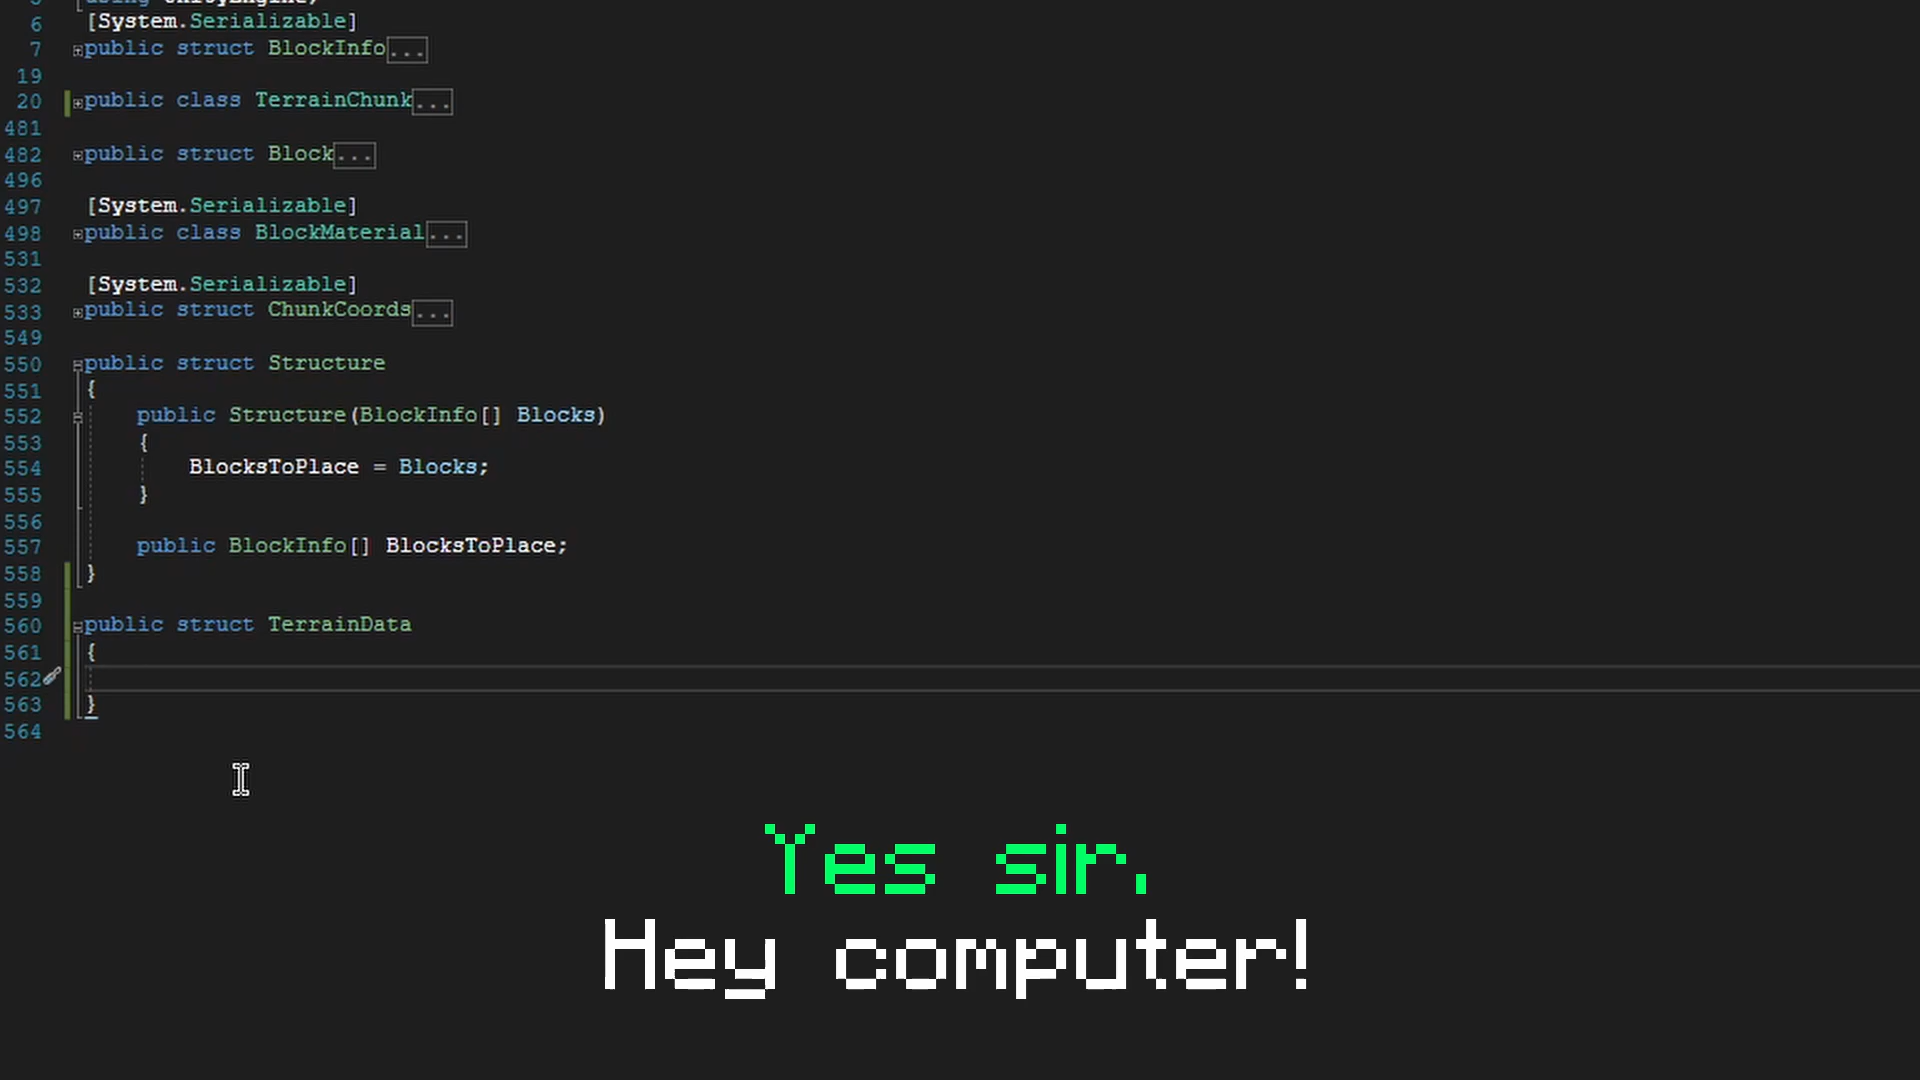 using UnityEngine;
6 [System.Serializable]
7 public struct BlockInfo...
19
20 public class TerrainChunk...
481
482 public struct Block...
496
497 [System.Serializable]
498 public class BlockMaterial...
531
532 [System.Serializable]
533 public struct ChunkCoords...
549
550 public struct Structure
551 {
552 public Structure(BlockInfo[] Blocks)
553 {
554 BlocksToPlace = Blocks;
555 }
556
557 public BlockInfo[] BlocksToPlace;
558 }
559
560 public struct TerrainData
561 {
562
563 }
564
Yes sir,
Hey computer!